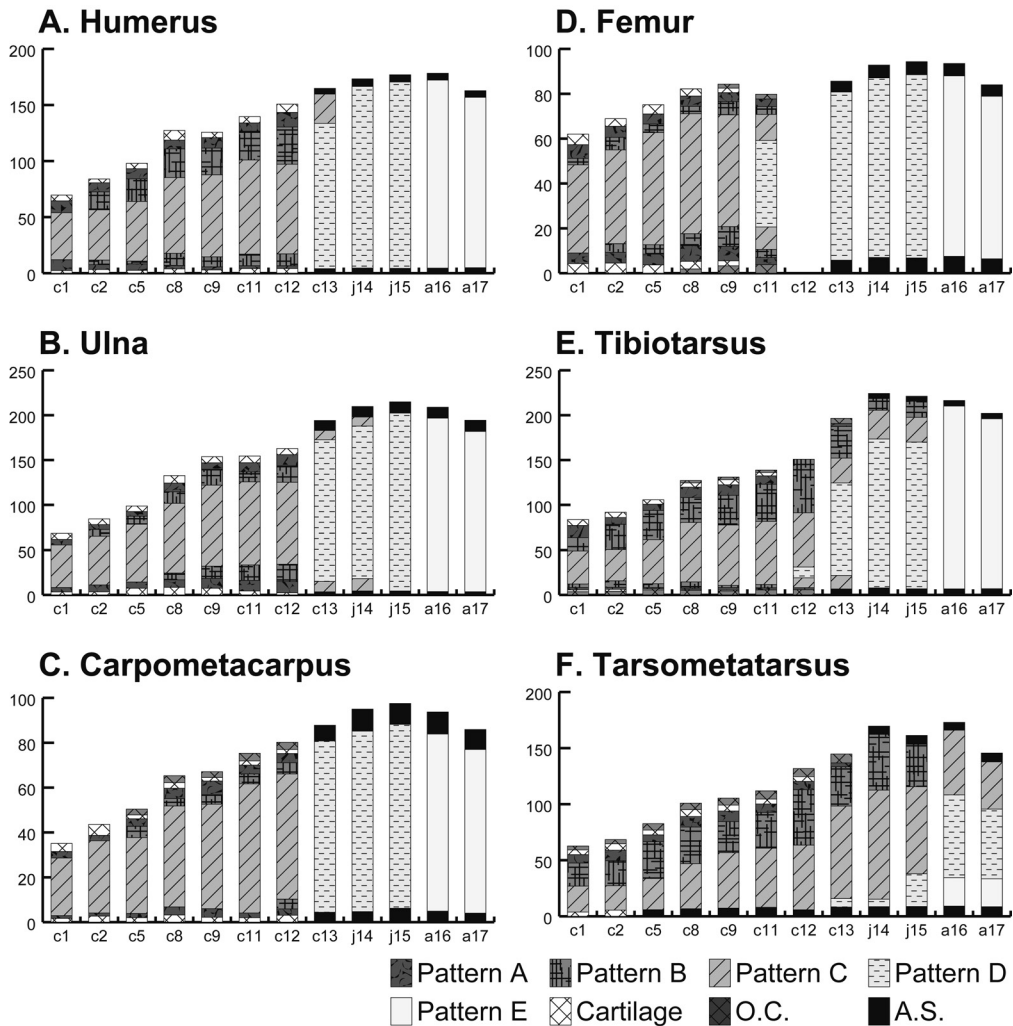 A. Humerus
200
150
100
50
0
c1 c2 c5 c8 c9 c11 c12 c13 j14 j15 a16 a17
B. Ulna
250
200
150
100
50
0
c1 c2 c5 c8 c9 c11 c12 c13 j14 j15 a16 a17
C. Carpometacarpus
100
80
60
40
20
0
c1 c2 c5 c8 c9 c11 c12 c13 j14 j15 a16 a17
D. Femur
100
80
60
40
20
0
c1 c2 c5 c8 c9 c11 c12 c13 j14 j15 a16 a17
E. Tibiotarsus
250
200
150
100
50
0
c1 c2 c5 c8 c9 c11 c12 c13 j14 j15 a16 a17
F. Tarsometatarsus
200
150
100
50
0
c1 c2 c5 c8 c9 c11 c12 c13 j14 j15 a16 a17
Pattern A Pattern B Pattern C Pattern D
Pattern E Cartilage O.C. A.S.